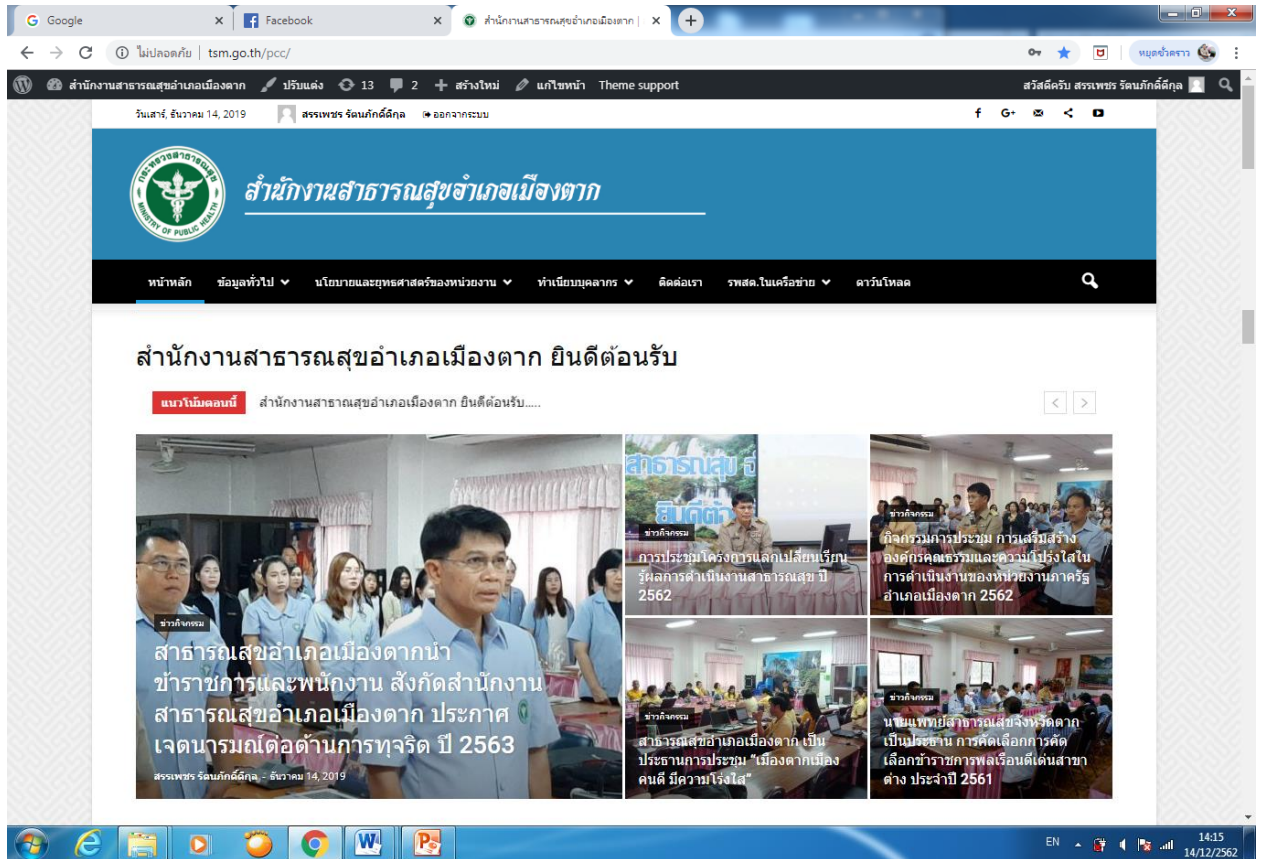 Google
Facebook
สำนักงานสาธารณสุขอำเภอเมืองตาก |
ไม่ปลอดภัย | tsm.go.th/pcc/
หยุดชั่วคราว
สำนักงานสาธารณสุขอำเภอเมืองตาก ปรับแต่ง 13 2 สร้างใหม่ แก้ไขหน้า Theme support
สวัสดีครับ สรรเพชร รัตนภักดิ์ดีกุล
วันเสาร์, ธันวาคม 14, 2019 สรรเพชร รัตนภักดิ์ดีกุล ออกจากระบบ
กระทรวงสาธารณสุข
MINISTRY OF PUBLIC HEALTH
สำนักงานสาธารณสุขอำเภอเมืองตาก
หน้าหลัก ข้อมูลทั่วไป นโยบายและยุทธศาสตร์ของหน่วยงาน ทำเนียบบุคลากร ติดต่อเรา รพสต.ในเครือข่าย ดาว์นโหลด
สำนักงานสาธารณสุขอำเภอเมืองตาก ยินดีต้อนรับ
แนวโน้มตอนนี้ สำนักงานสาธาณสุขอำเภอเมืองตาก ยินดีต้อนรับ.....
ข่าวกิจกรรม
สาธารณสุขอำเภอเมืองตากนำ
ข้าราชการและพนักงาน สังกัดสำนักงาน
สาธารณสุขอำเภอเมืองตาก ประกาศ
เจตนารมณ์ต่อต้านการทุจริต ปี 2563
สรรเพชร รัตนภักดิ์ดีกุล - ธันวาคม 14, 2019
สาธารณสุข
ข่าวกิจกรรม
การประชุมโครงการแลกเปลี่ยนเรียน
รู้ผลการดำเนินงานสาธารณสุข ปี
2562
ข่าวกิจกรรม
กิจกรรมการประชุม การเสริมสร้าง
องค์กรคุณธรรมและความโปร่งใสใน
การดำเนินงานของหน่วยงานภาครัฐ
อำเภอเมืองตาก 2562
ข่าวกิจกรรม
สาธารณสุขอำเภอเมืองตาก เป็น
ประธานการประชุม "เมืองตากเมือง
คนดี มีความโร่งใส"
ข่าวกิจกรรม
นายแพทย์สาธารณสุขจังหวัดตาก
เป็นประธาน การคัดเลือกการคัด
เลือกข้าราชการพลเรือนดีเด่นสาขา
ต่าง ประจำปี 2561
EN
14:15
14/12/2562